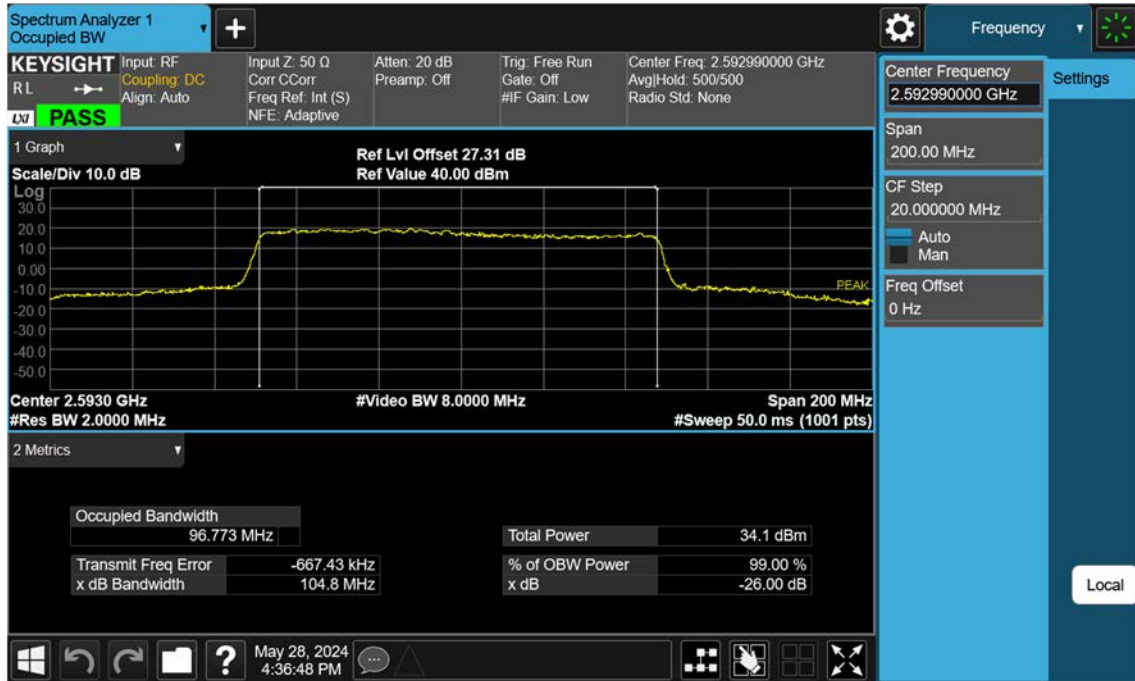 Spectrum Analyzer 1
Occupied BW
+
Frequency
KEYSIGHT
RL
LXI PASS
Input: RF
Coupling: DC
Align: Auto
Input Z: 50 Ω
Corr CCorr
Freq Ref: Int (S)
NFE: Adaptive
Atten: 20 dB
Preamp: Off
Trig: Free Run
Gate: Off
#IF Gain: Low
Center Freq: 2.592990000 GHz
Avg|Hold: 500/500
Radio Std: None
1 Graph
Scale/Div 10.0 dB
Ref Lvl Offset 27.31 dB
Ref Value 40.00 dBm
Log
30.0
20.0
10.0
0.00
-10.0
-20.0
-30.0
-40.0
-50.0
PEAK
Center 2.5930 GHz
#Video BW 8.0000 MHz
Span 200 MHz
#Res BW 2.0000 MHz
#Sweep 50.0 ms (1001 pts)
2 Metrics
Occupied Bandwidth
96.773 MHz
Total Power 34.1 dBm
Transmit Freq Error -667.43 kHz
% of OBW Power 99.00 %
x dB Bandwidth 104.8 MHz
x dB -26.00 dB
?
May 28, 2024
4:36:48 PM
Center Frequency
2.592990000 GHz
Settings
Span
200.00 MHz
CF Step
20.000000 MHz
Auto
Man
Freq Offset
0 Hz
Local